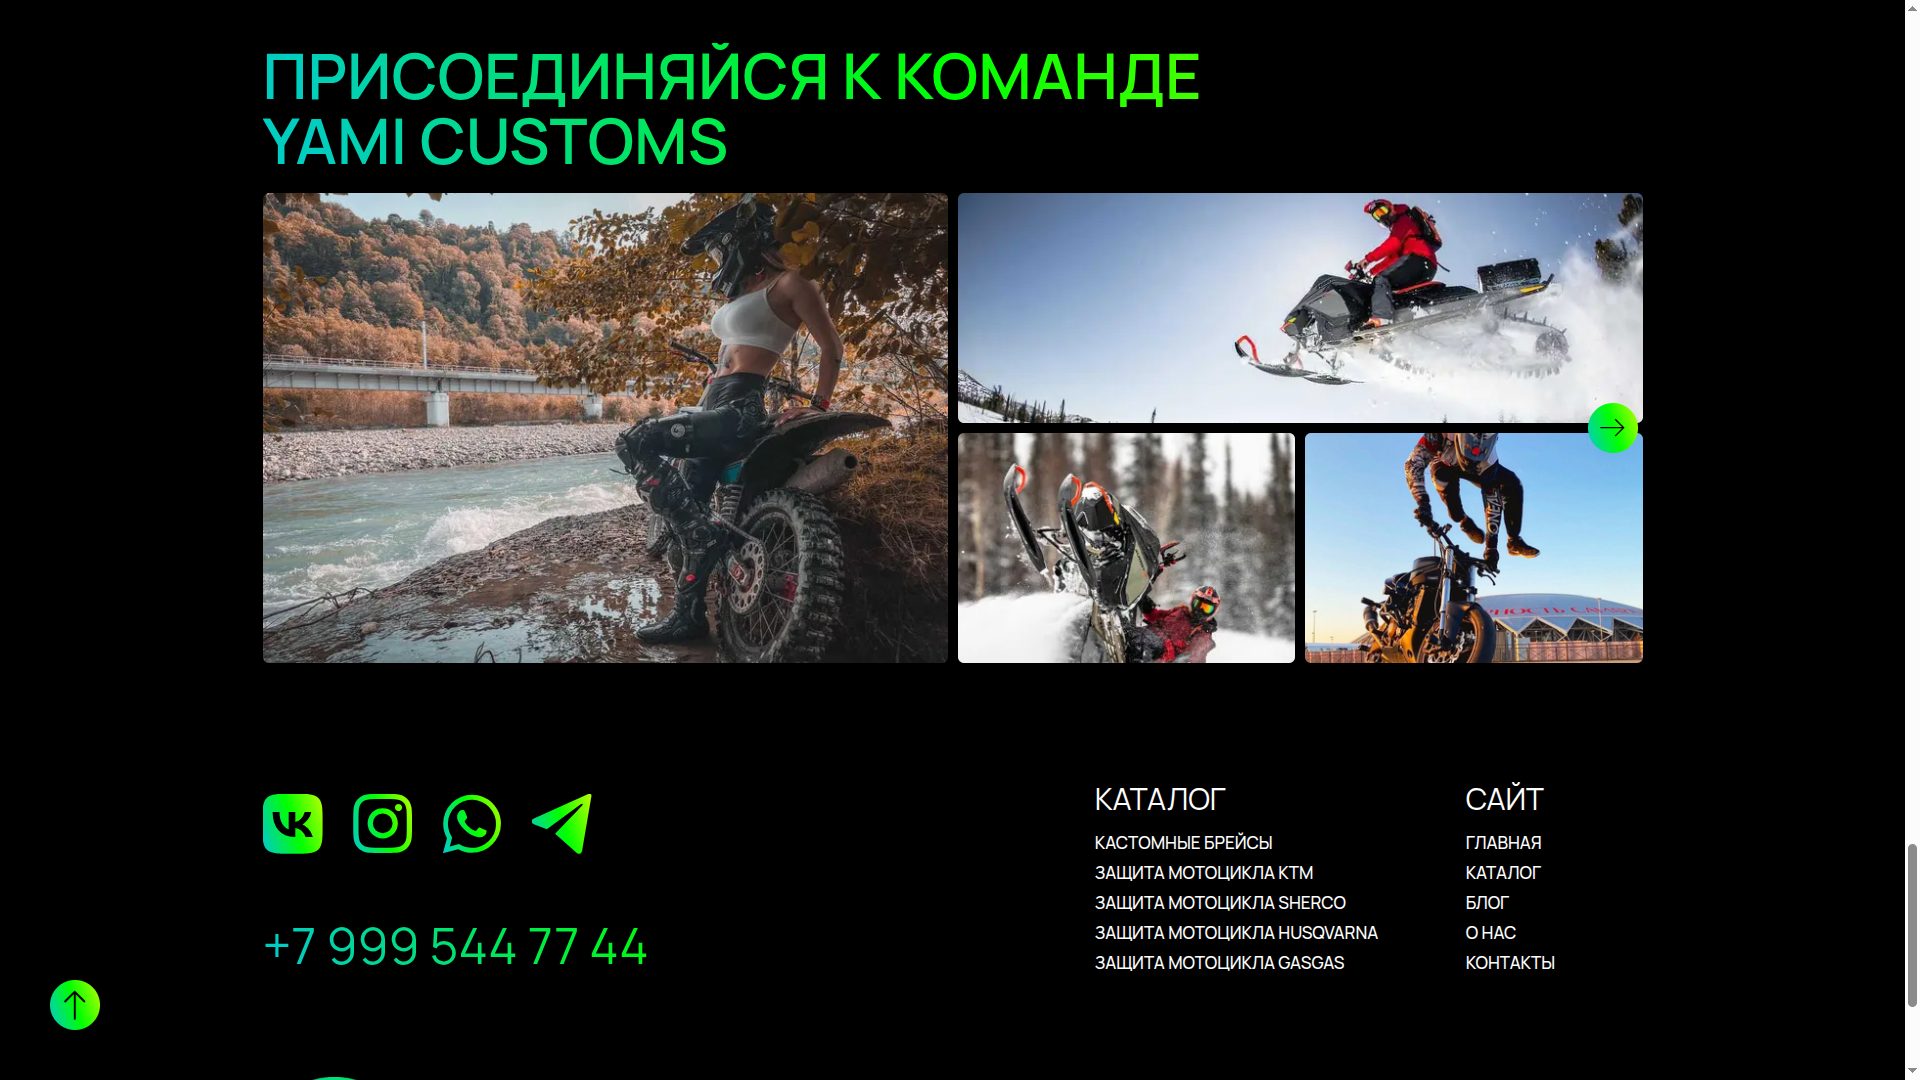 ПРИСОЕДИНЯЙСЯ К КОМАНДЕ
YAMI CUSTOMS
ONEAL
+7 999 544 77 44
КАТАЛОГ
КАСТОМНЫЕ БРЕЙСЫ
ЗАЩИТА МОТОЦИКЛА KTM
ЗАЩИТА МОТОЦИКЛА SHERCO
ЗАЩИТА МОТОЦИКЛА HUSQVARNA
ЗАЩИТА МОТОЦИКЛА GASGAS
САЙТ
ГЛАВНАЯ
КАТАЛОГ
БЛОГ
О НАС
КОНТАКТЫ